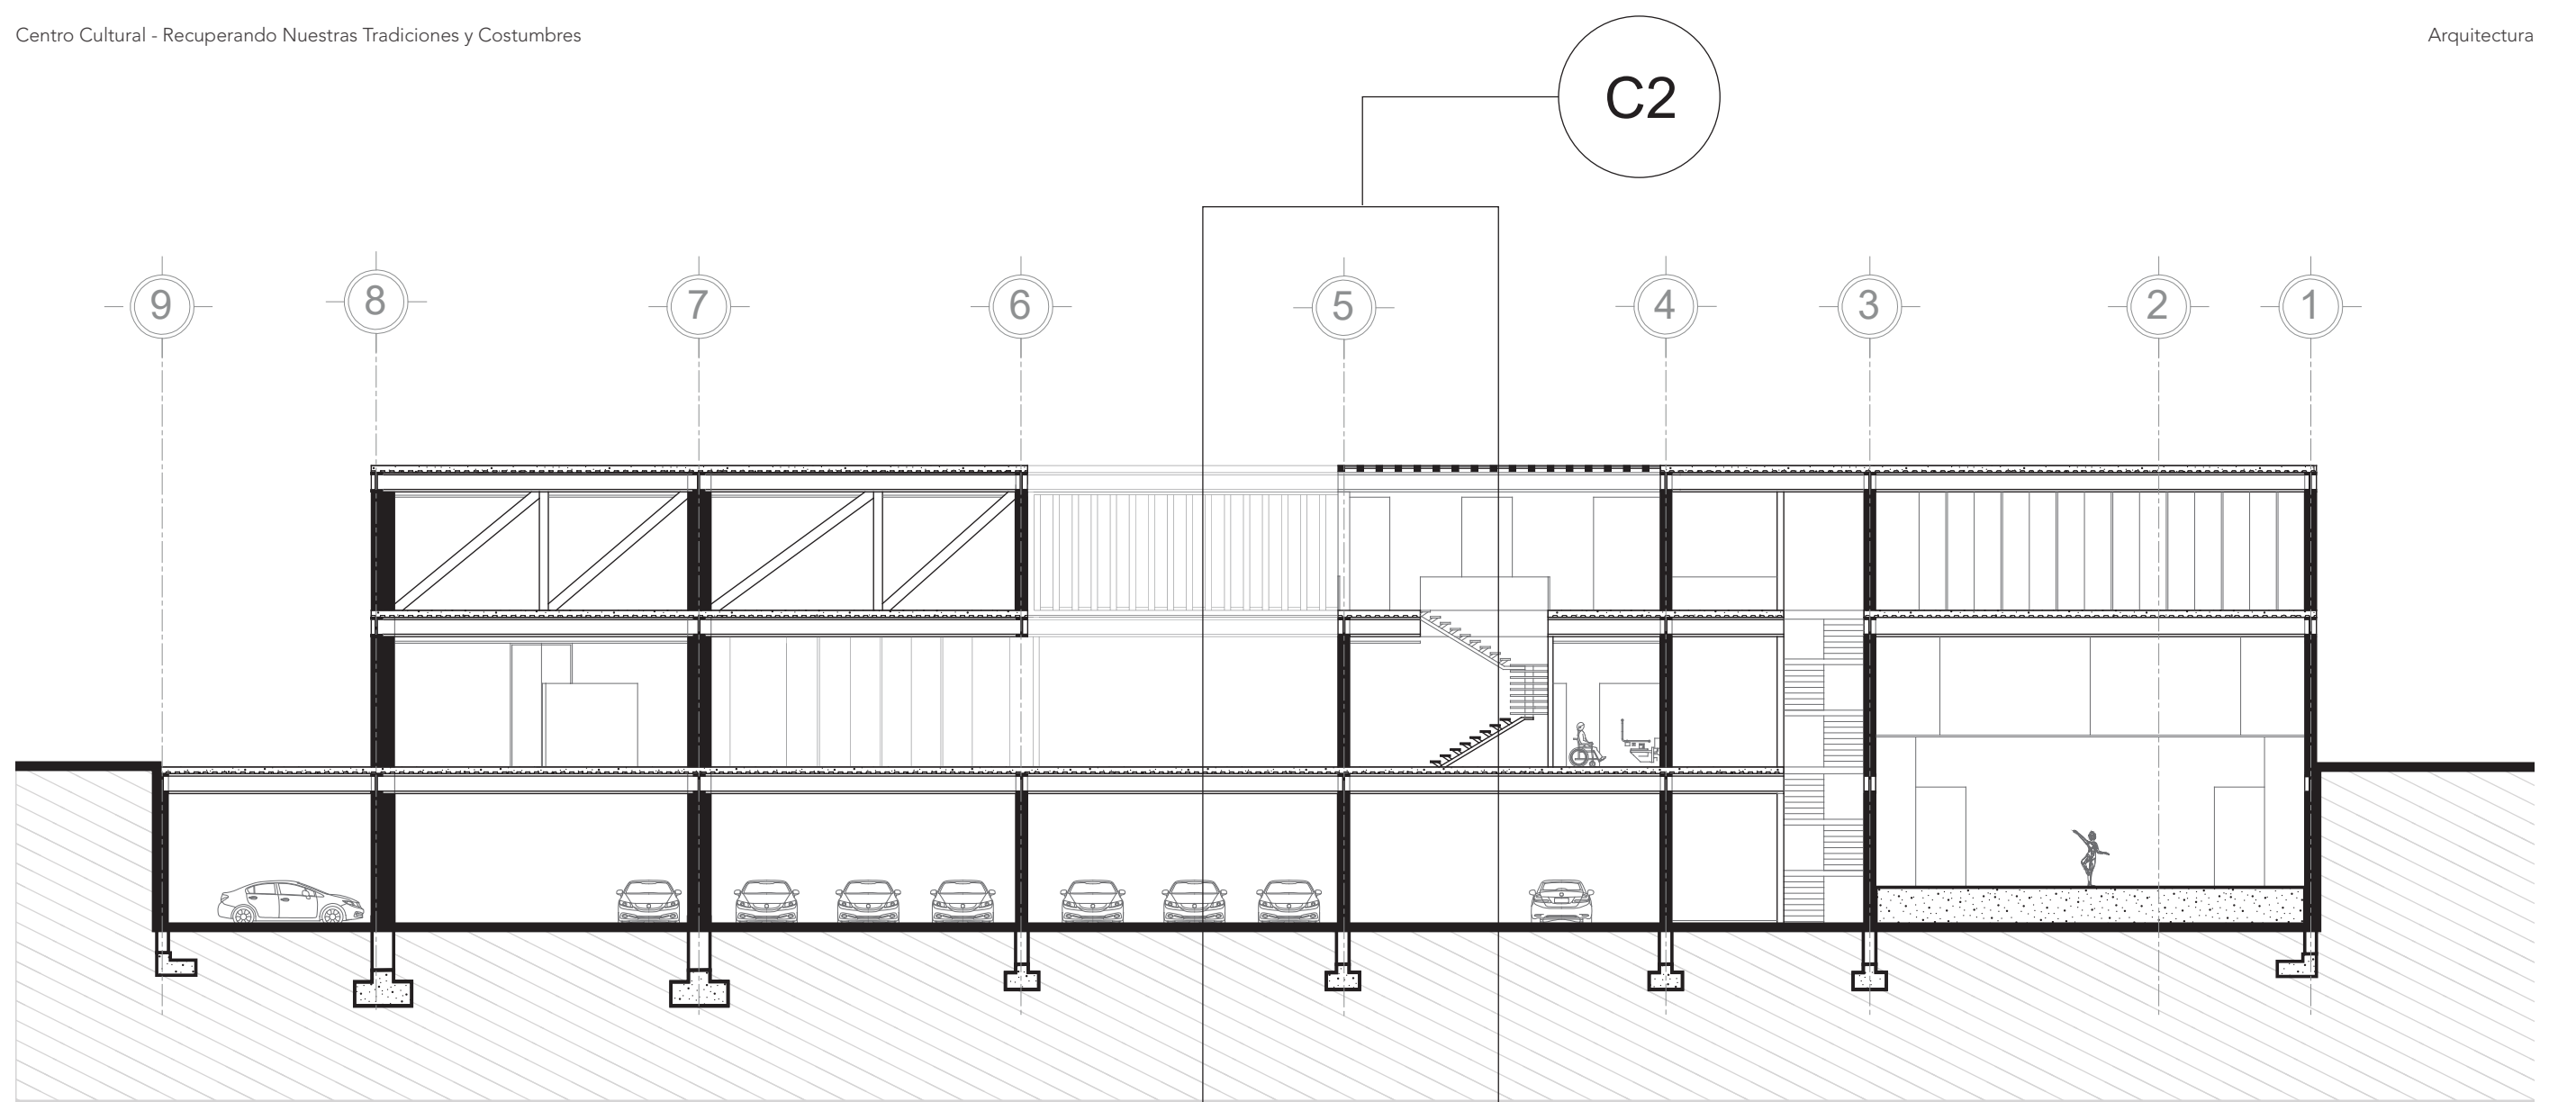 Centro Cultural - Recuperando Nuestras Tradiciones y Costumbres
Arquitectura
C2
9 8 7 6 5 4 3 2 1